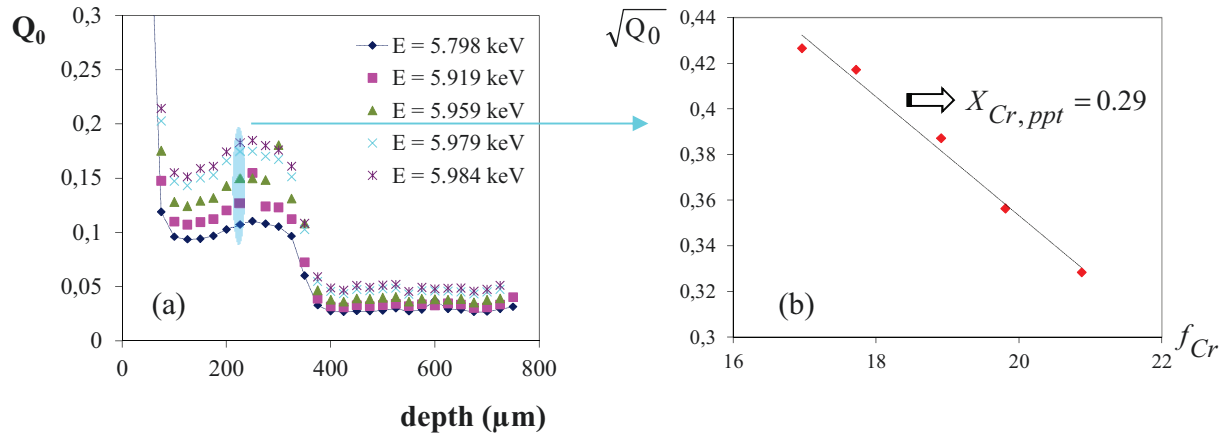 Q₀
0,3
0,25
0,2
0,15
0,1
0,05
0
0 200 400 600 800
depth (µm)
(a)
E = 5.798 keV
E = 5.919 keV
E = 5.959 keV
E = 5.979 keV
E = 5.984 keV
√Q₀
0,44
0,42
0,4
0,38
0,36
0,34
0,32
0,3
16 18 20 22
f_Cr
(b)
X_Cr,ppt = 0.29